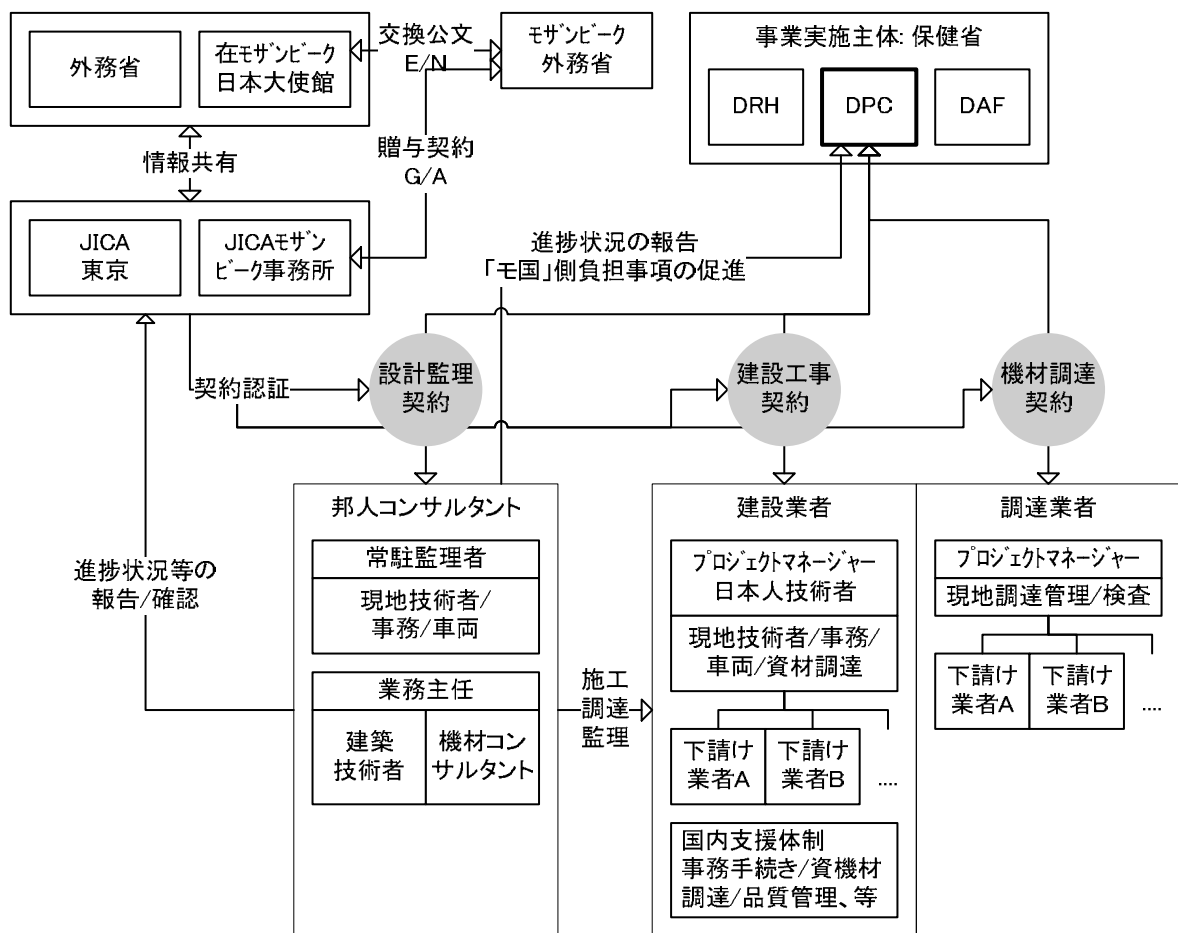 外務省
在モザンビーク
日本大使館
交換公文
E/N
ﾓｻﾞﾝﾋﾞｰｸ
外務省
事業実施主体: 保健省
DRH
DPC
DAF
情報共有
贈与契約
G/A
JICA
東京
JICAﾓｻﾞﾝ
ﾋﾞｰｸ事務所
進捗状況の報告
「モ国」側負担事項の促進
契約認証
設計監理
契約
建設工事
契約
機材調達
契約
進捗状況等の
報告/確認
邦人コンサルタント
常駐監理者
現地技術者/
事務/車両
業務主任
建築
技術者
機材コン
サルタント
施工
調達
監理
建設業者
ﾌﾟﾛｼﾞｪｸﾄﾏﾈｰｼﾞｬｰ
日本人技術者
現地技術者/事務/
車両/資材調達
下請け
業者A
下請け
業者B
....
国内支援体制
事務手続き/資機材
調達/品質管理、等
調達業者
ﾌﾟﾛｼﾞｪｸﾄﾏﾈｰｼﾞｬｰ
現地調達管理/検査
下請け
業者A
下請け
業者B
....